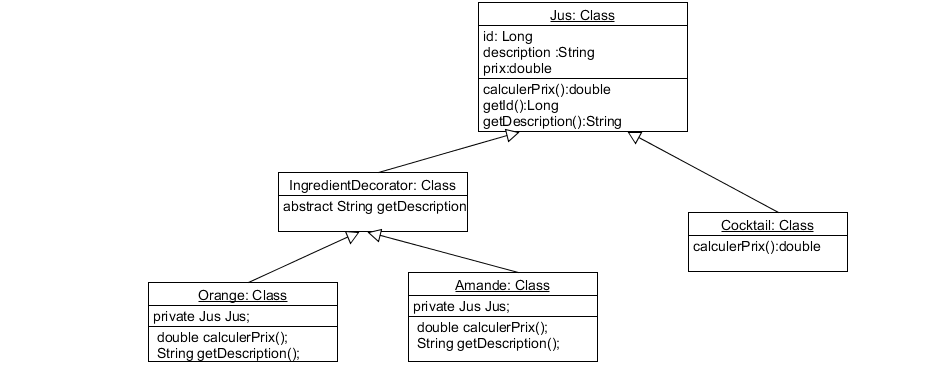 Jus: Class
id: Long
description :String
prix:double
calculerPrix():double
getId():Long
getDescription():String
IngredientDecorator: Class
abstract String getDescription
Cocktail: Class
calculerPrix():double
Orange: Class
private Jus Jus;
double calculerPrix();
String getDescription();
Amande: Class
private Jus Jus;
double calculerPrix();
String getDescription();